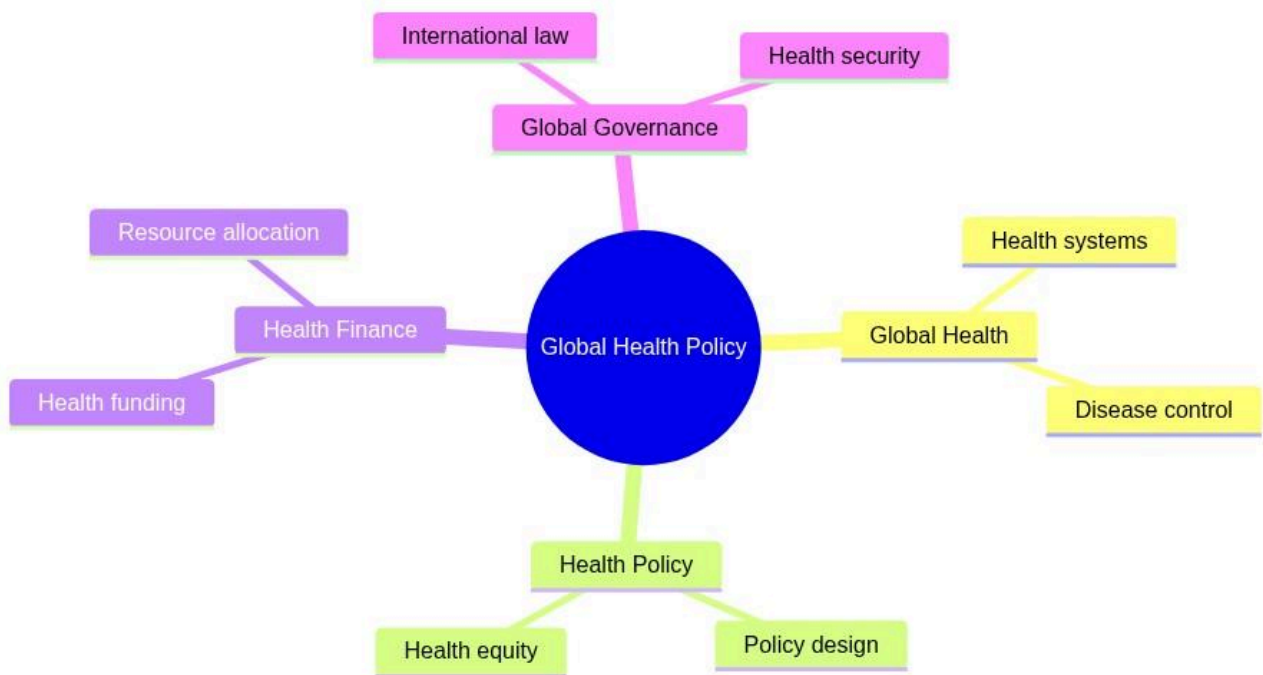 International law
Health security
Global Governance
Resource allocation
Health systems
Health Finance
Global Health
Global Health Policy
Health funding
Disease control
Health Policy
Health equity
Policy design